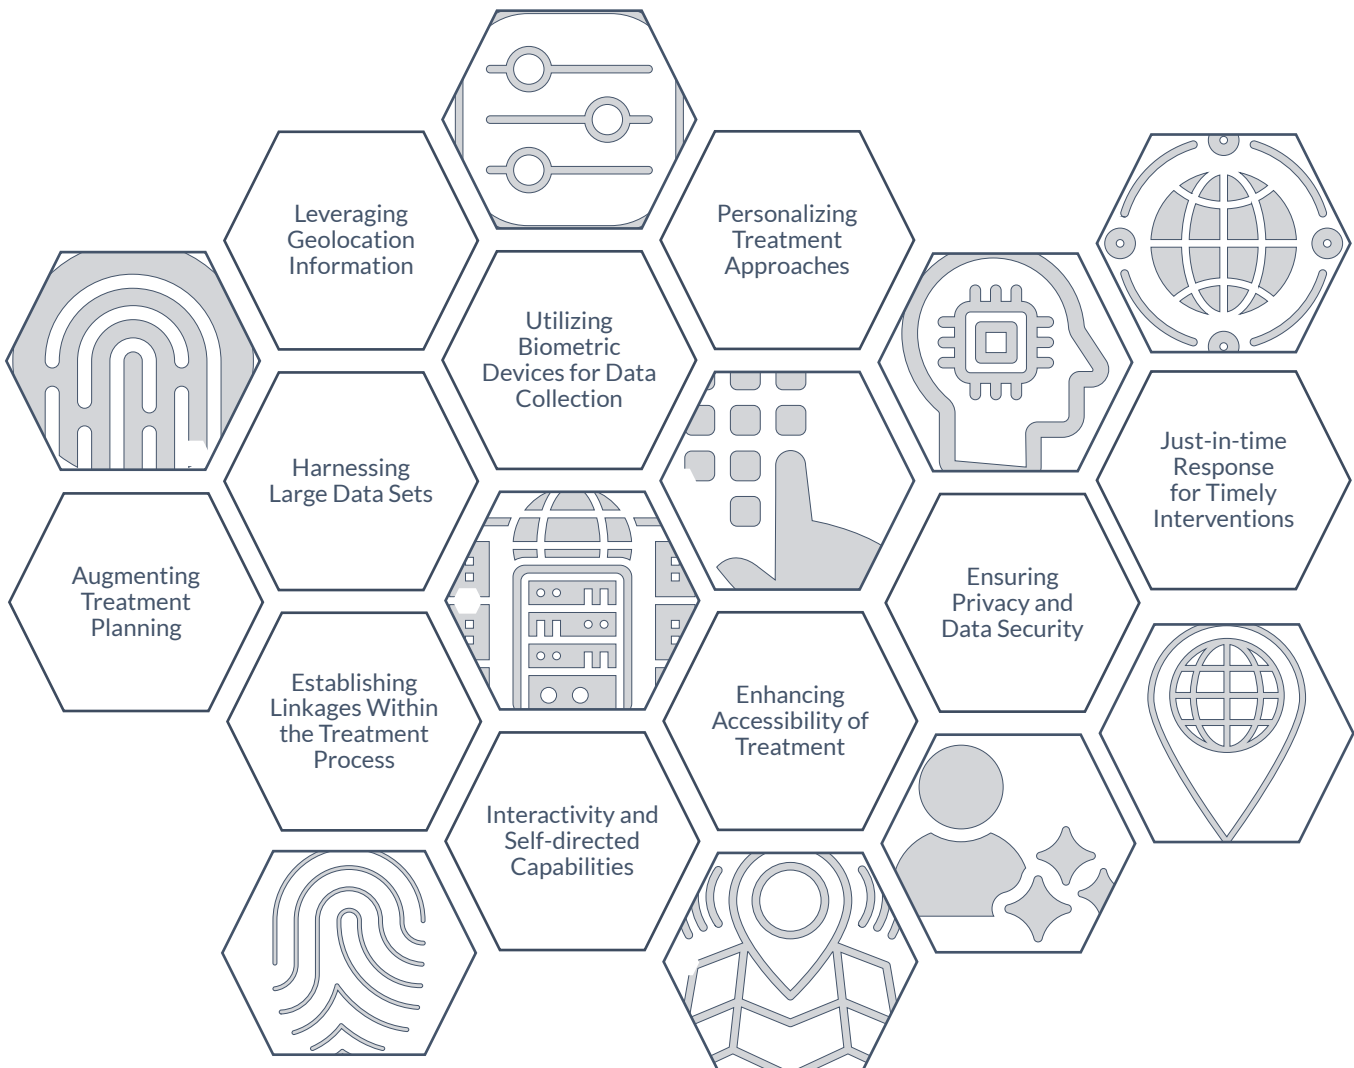 Leveraging
Geolocation
Information
Personalizing
Treatment
Approaches
Utilizing
Biometric
Devices for Data
Collection
Harnessing
Large Data Sets
Just-in-time
Response
for Timely
Interventions
Augmenting
Treatment
Planning
Ensuring
Privacy and
Data Security
Establishing
Linkages Within
the Treatment
Process
Enhancing
Accessibility of
Treatment
Interactivity and
Self-directed
Capabilities